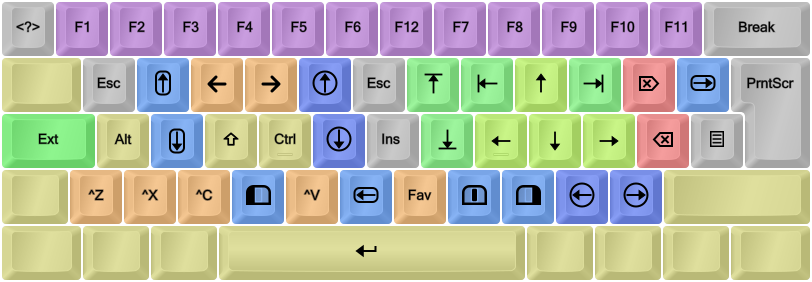 <?> F1 F2 F3 F4 F5 F6 F12 F7 F8 F9 F10 F11 Break
Esc Esc PrntScr
Ext Alt Ctrl Ins
^Z ^X ^C ^V Fav